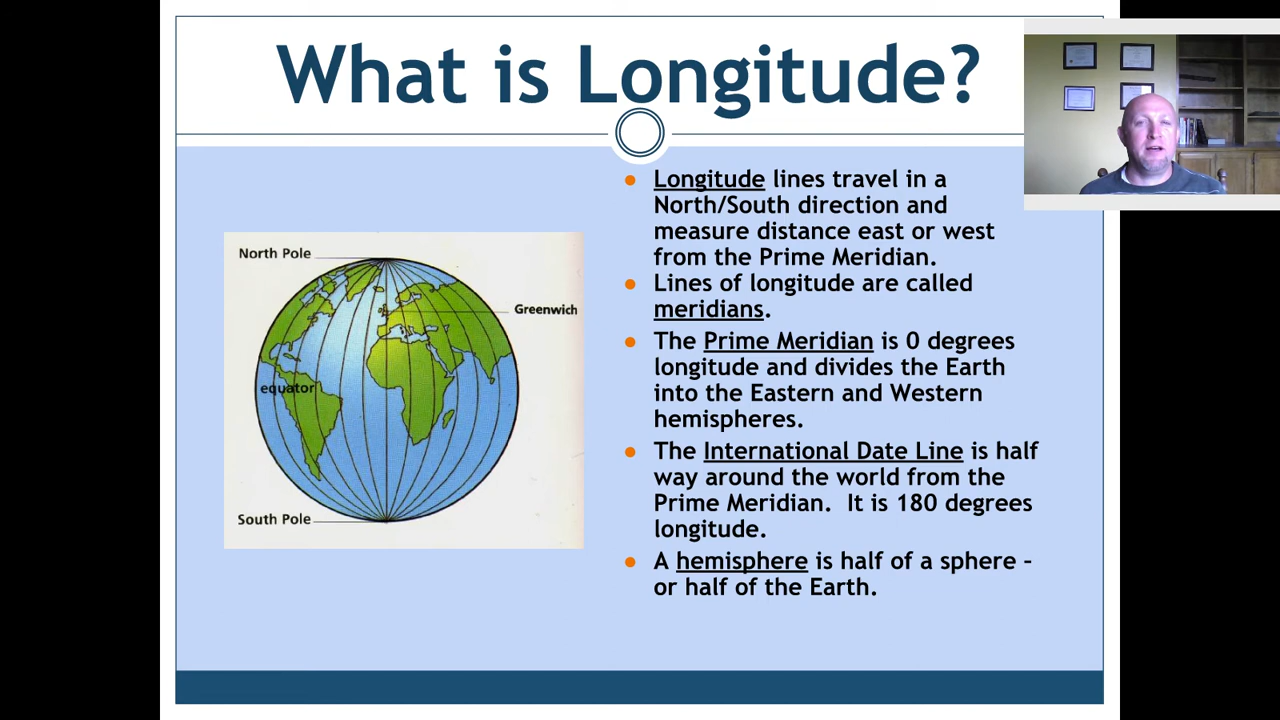 What is Longitude?
North Pole
Greenwich
equator
South Pole
• Longitude lines travel in a
North/South direction and
measure distance east or west
from the Prime Meridian.
• Lines of longitude are called
meridians.
• The Prime Meridian is 0 degrees
longitude and divides the Earth
into the Eastern and Western
hemispheres.
• The International Date Line is half
way around the world from the
Prime Meridian.  It is 180 degrees
longitude.
• A hemisphere is half of a sphere –
or half of the Earth.